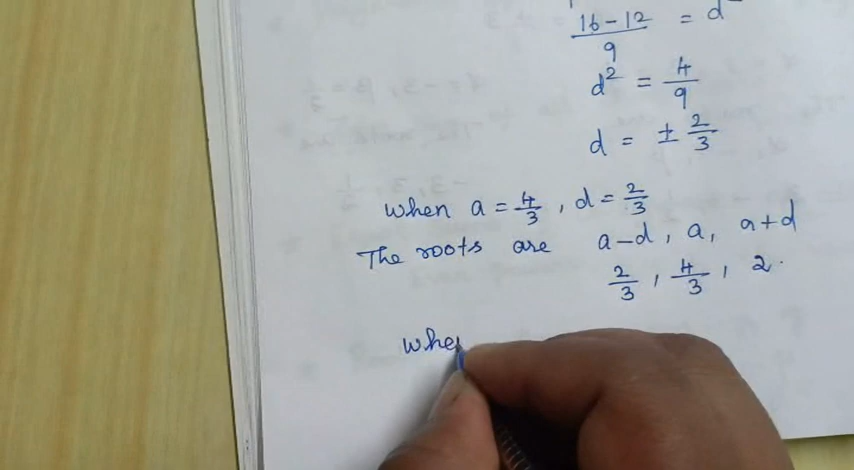 16-12/9 = d
d² = 4/9
d = ± 2/3
when a = 4/3, d = 2/3
The roots are a-d, a, a+d
2/3, 4/3, 2.
whe